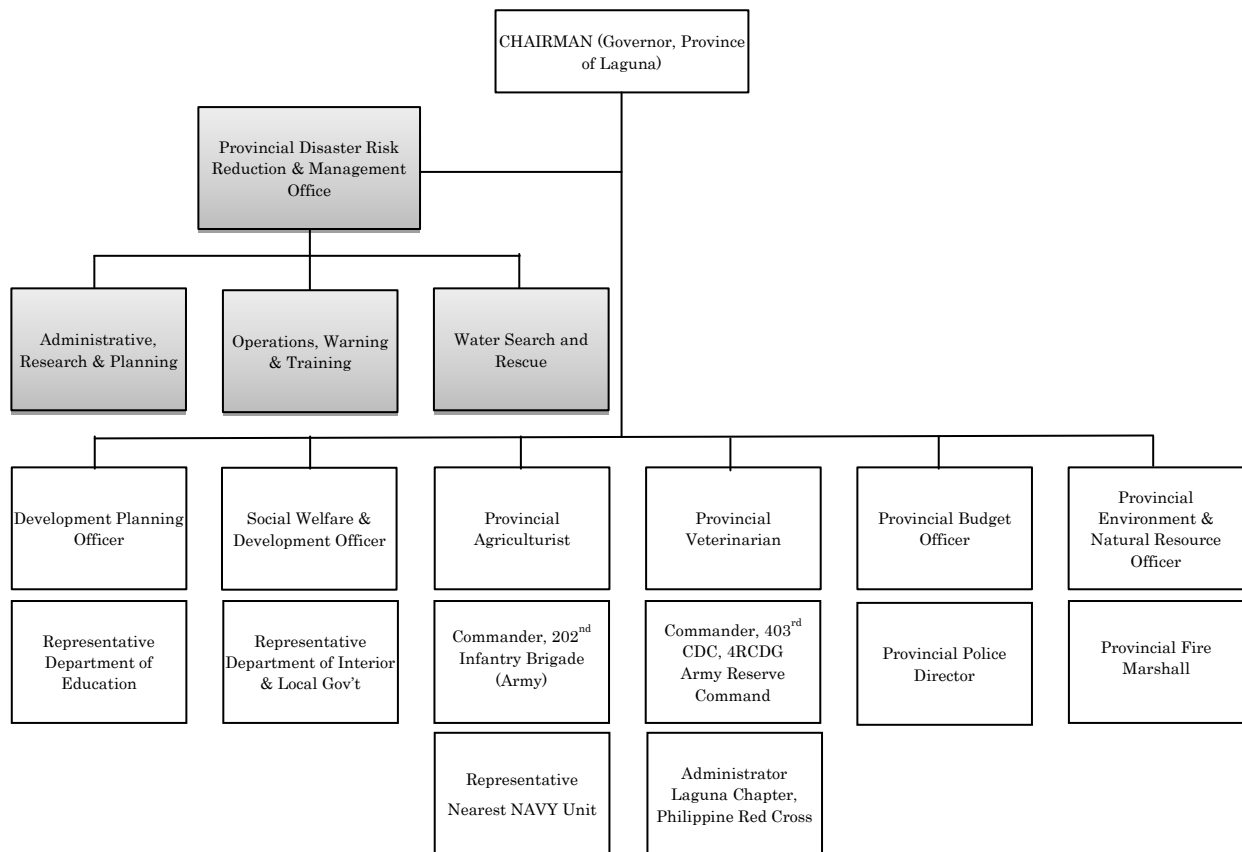 CHAIRMAN (Governor, Province
of Laguna)
Provincial Disaster Risk
Reduction & Management
Office
Administrative,
Research & Planning
Operations, Warning
& Training
Water Search and
Rescue
Development Planning
Officer
Social Welfare &
Development Officer
Provincial
Agriculturist
Provincial
Veterinarian
Provincial Budget
Officer
Provincial
Environment &
Natural Resource
Officer
Representative
Department of
Education
Representative
Department of Interior
& Local Gov’t
Commander, 202nd
Infantry Brigade
(Army)
Commander, 403rd
CDC, 4RCDG
Army Reserve
Command
Provincial Police
Director
Provincial Fire
Marshall
Representative
Nearest NAVY Unit
Administrator
Laguna Chapter,
Philippine Red Cross